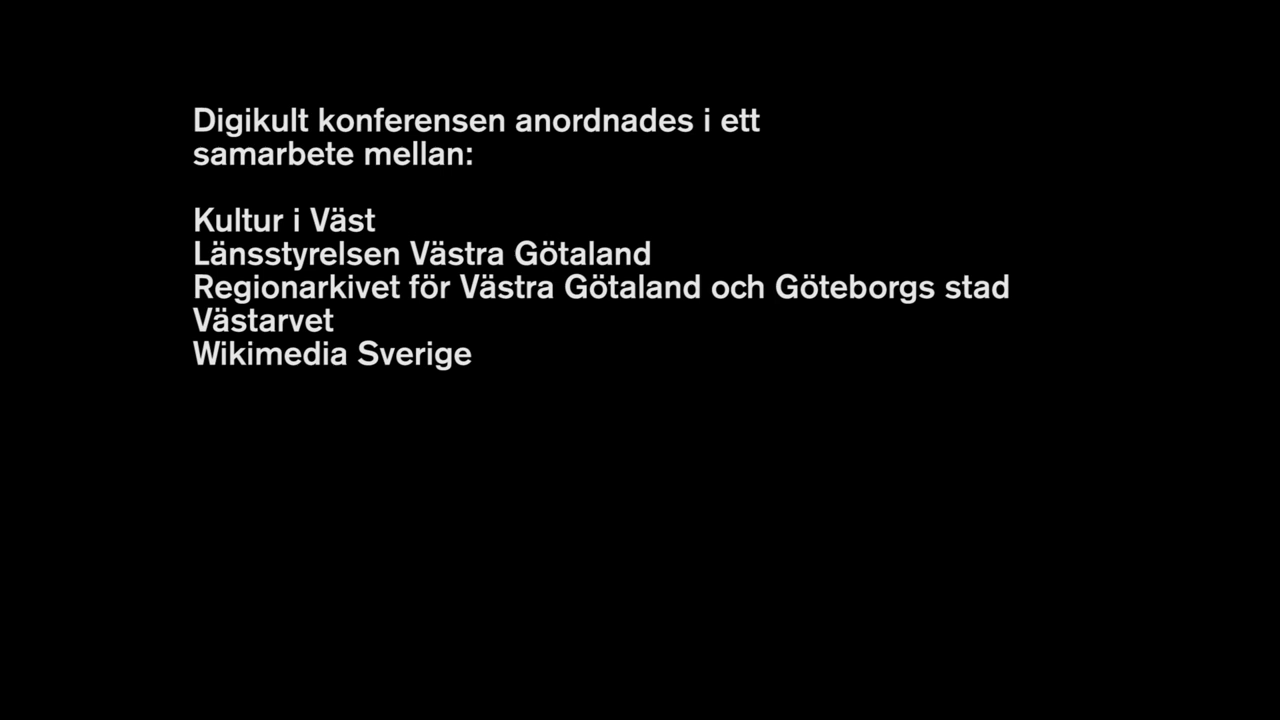 Digikult konferensen anordnades i ett
samarbete mellan:
Kultur i Väst
Länsstyrelsen Västra Götaland
Regionarkivet för Västra Götaland och Göteborgs stad
Västarvet
Wikimedia Sverige